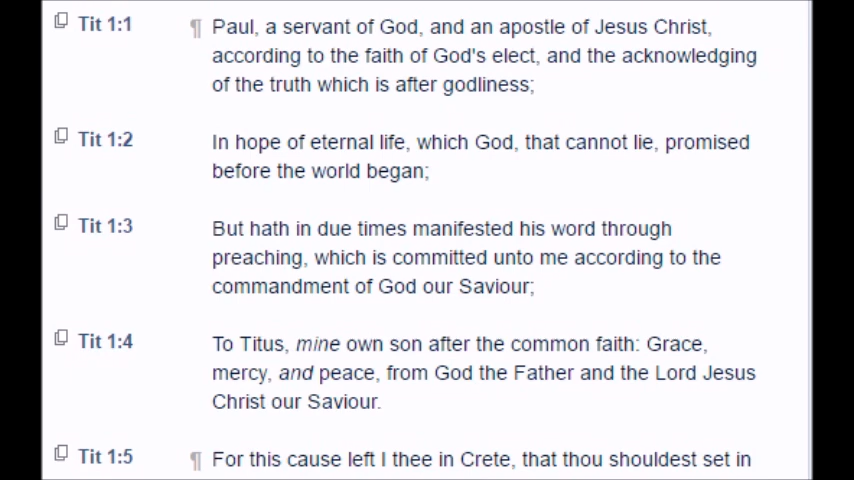 Tit 1:1 ¶ Paul, a servant of God, and an apostle of Jesus Christ,
according to the faith of God's elect, and the acknowledging
of the truth which is after godliness;
Tit 1:2 In hope of eternal life, which God, that cannot lie, promised
before the world began;
Tit 1:3 But hath in due times manifested his word through
preaching, which is committed unto me according to the
commandment of God our Saviour;
Tit 1:4 To Titus, mine own son after the common faith: Grace,
mercy, and peace, from God the Father and the Lord Jesus
Christ our Saviour.
Tit 1:5 ¶ For this cause left I thee in Crete, that thou shouldest set in